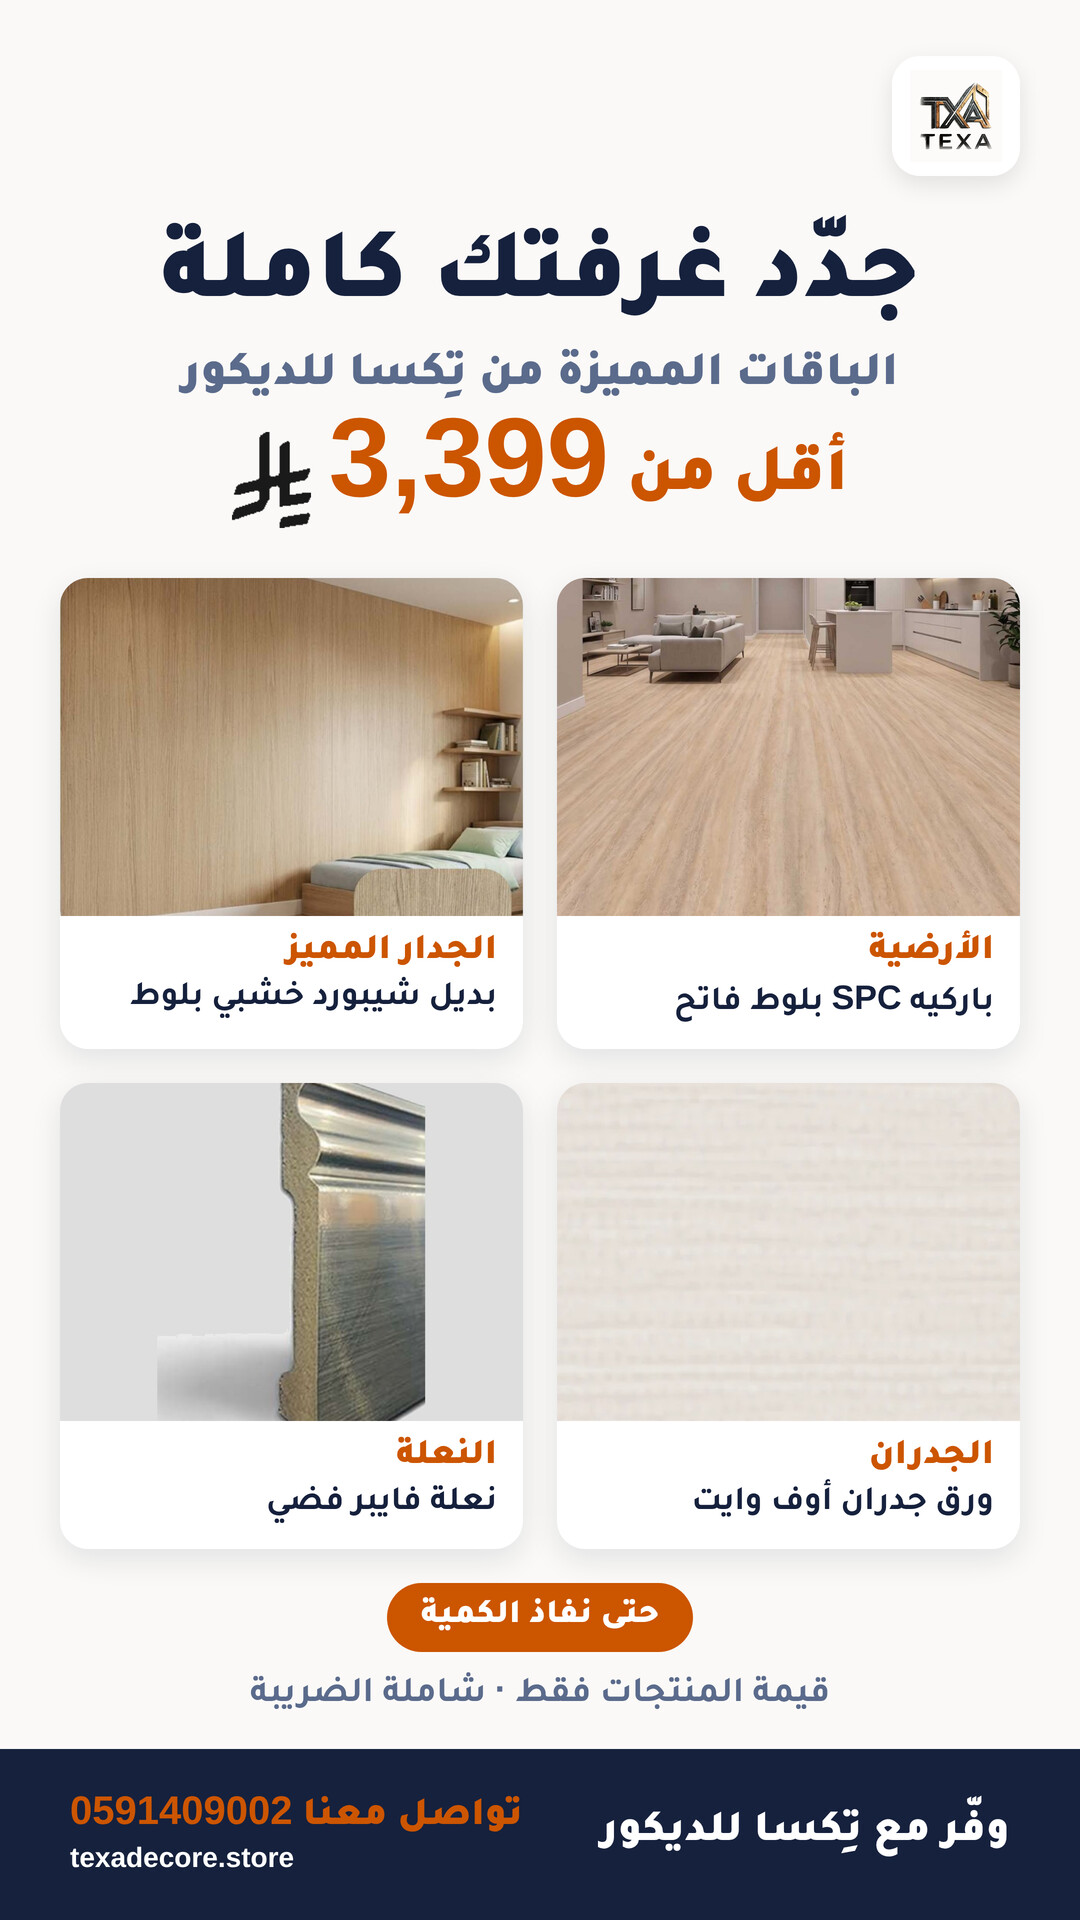 TXA
TEXA
جدّد غرفتك كاملة
الباقات المميزة من تِكسا للديكور
أقل من 3,399 ⃁
الأرضية
باركيه SPC بلوط فاتح
الجدار المميز
بديل شيبورد خشبي بلوط
الجدران
ورق جدران أوف وايت
النعلة
نعلة فايبر فضي
حتى نفاذ الكمية
قيمة المنتجات فقط · شاملة الضريبة
وفّر مع تِكسا للديكور
تواصل معنا 0591409002
texadecore.store